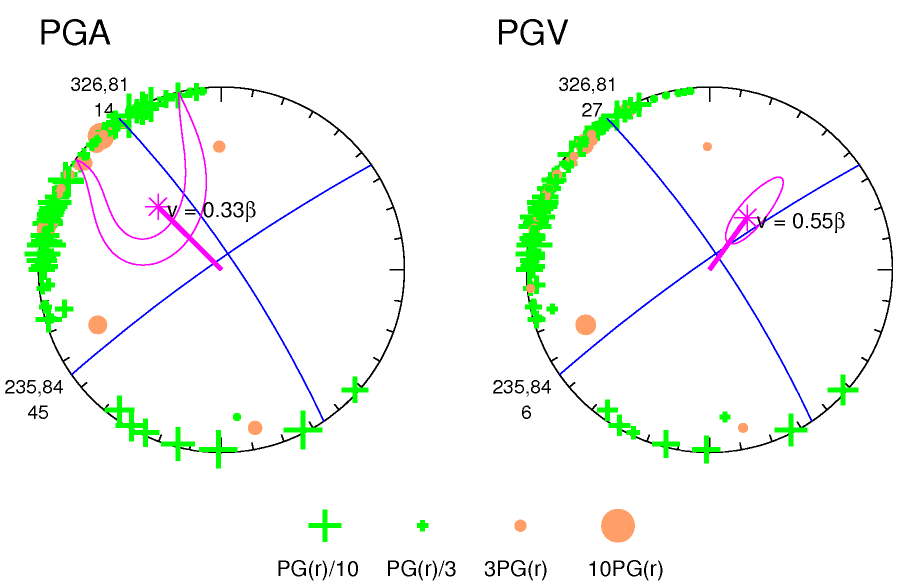 PGA
PGV
326,81
14
326,81
27
v = 0.33β
v = 0.55β
235,84
45
235,84
6
PG(r)/10
PG(r)/3
3PG(r)
10PG(r)